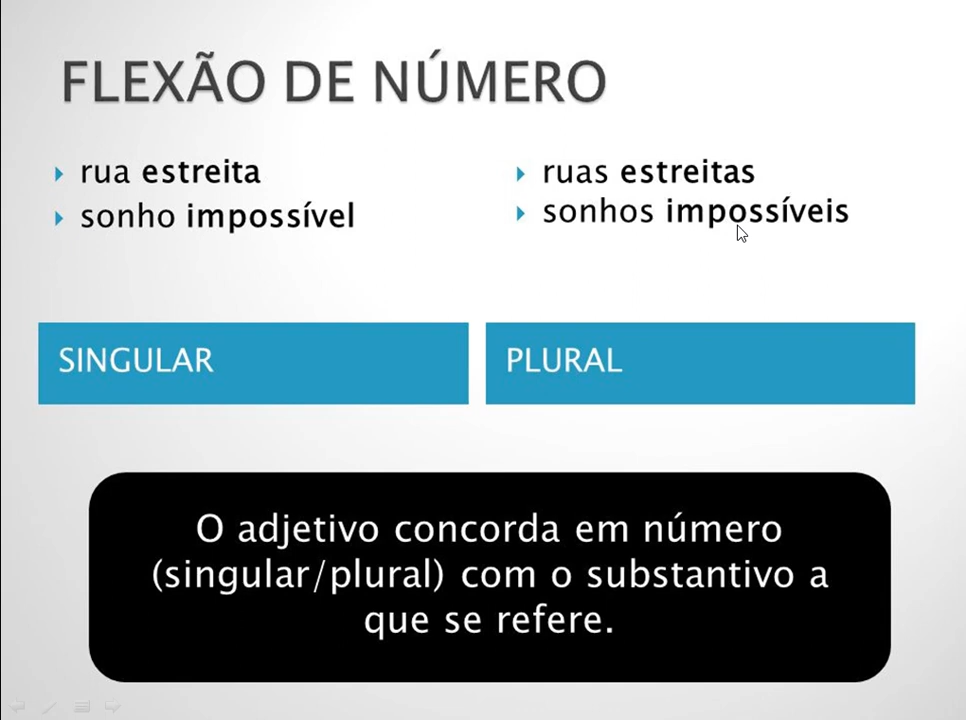 FLEXÃO DE NÚMERO
rua estreita
sonho impossível
ruas estreitas
sonhos impossíveis
SINGULAR
PLURAL
O adjetivo concorda em número
(singular/plural) com o substantivo a
que se refere.